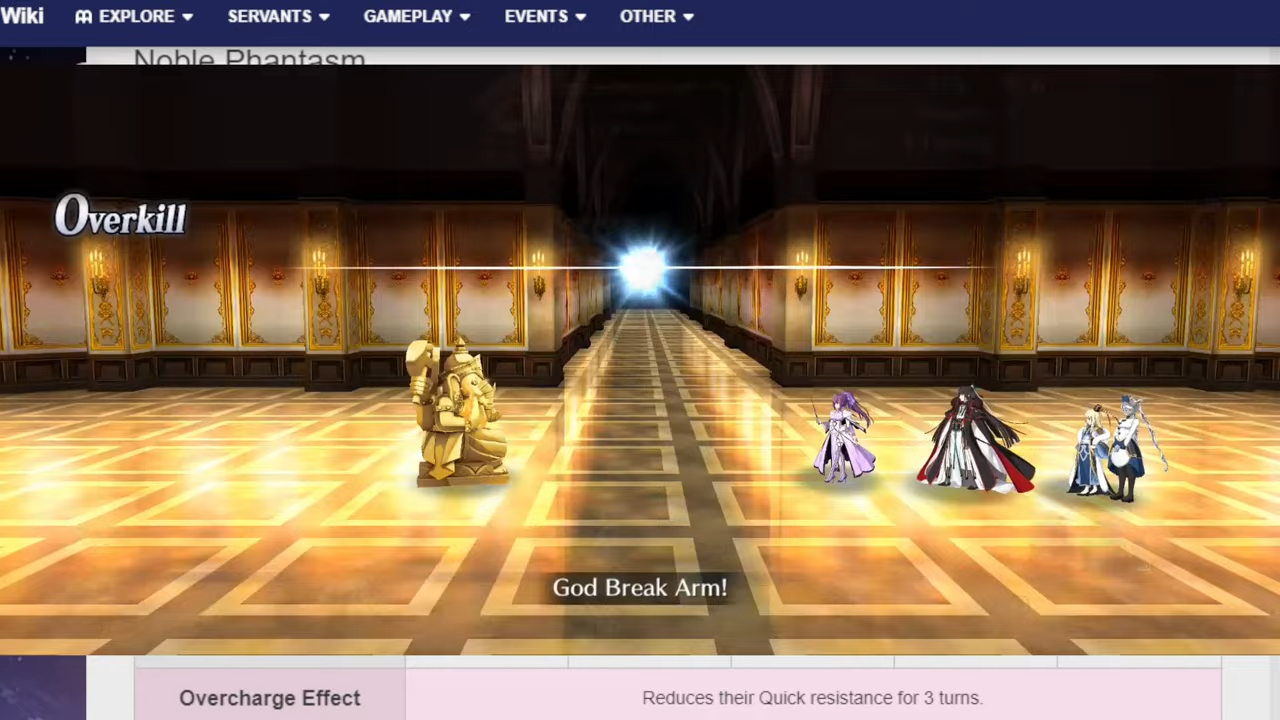 Wiki EXPLORE SERVANTS GAMEPLAY EVENTS OTHER
Noble Phantasm
Overkill
God Break Arm!
Overcharge Effect Reduces their Quick resistance for 3 turns.